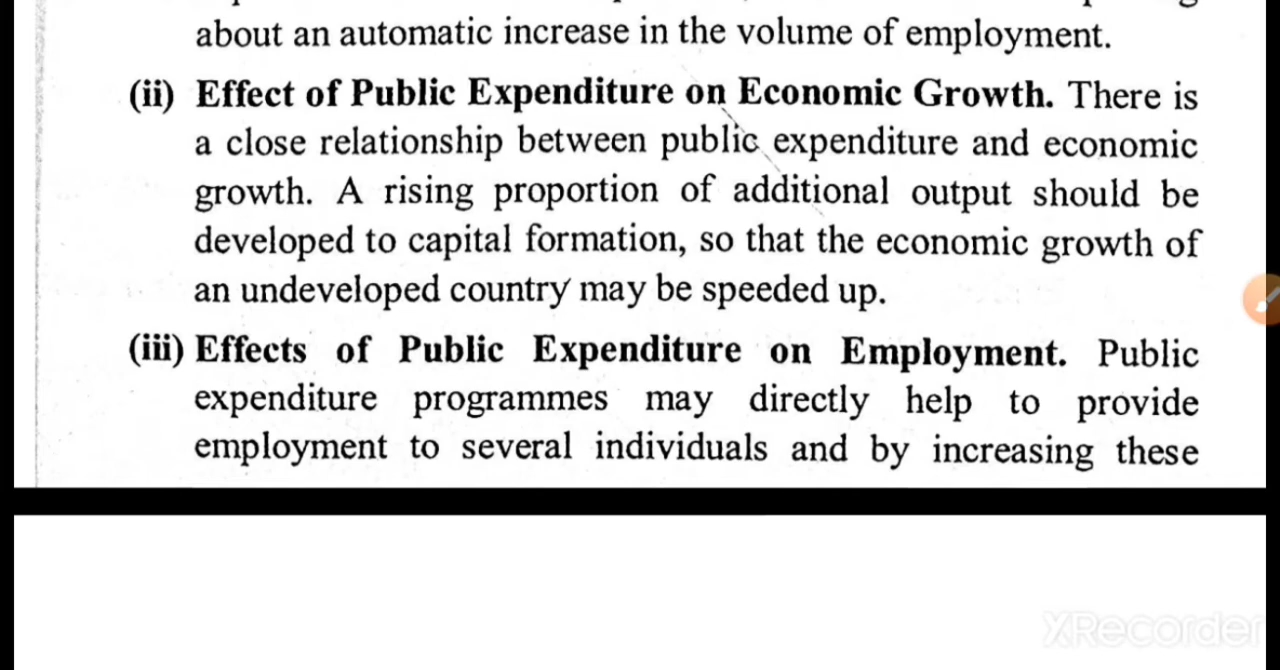 about an automatic increase in the volume of employment.
(ii) Effect of Public Expenditure on Economic Growth. There is
a close relationship between public expenditure and economic
growth. A rising proportion of additional output should be
developed to capital formation, so that the economic growth of
an undeveloped country may be speeded up.
(iii) Effects of Public Expenditure on Employment. Public
expenditure programmes may directly help to provide
employment to several individuals and by increasing these
XRecorder